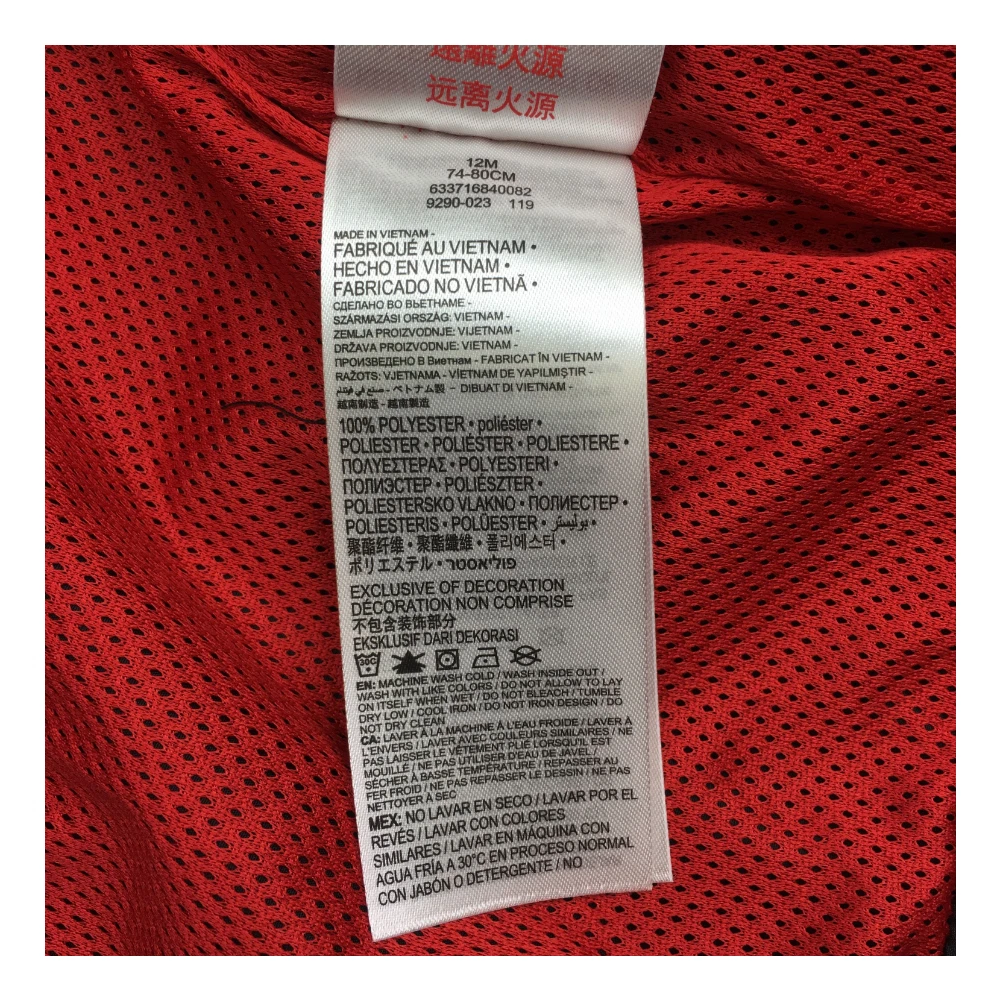 遠離火源
远离火源
12M
74-80CM
633716840082
9290-023 119
MADE IN VIETNAM -
FABRIQUÉ AU VIETNAM •
HECHO EN VIETNAM •
FABRICADO NO VIETNÃ •
СДЕЛАНО ВО ВЬЕТНАМЕ -
SZÁRMAZÁSI ORSZÁG: VIETNAM -
ZEMLJA PROIZVODNJE: VIJETNAM -
DRŽAVA PROIZVODNJE: VIETNAM -
ПРОИЗВЕДЕНО В Виетнам - FABRICAT ÎN VIETNAM -
RAŽOTS: VJETNAMA - VİETNAM DE YAPILMIŞTIR -
صنع في فيتنام - ベトナム製 - DIBUAT DI VIETNAM -
越南制造 - 越南製造
100% POLYESTER • poliéster •
POLIESTER • POLIÉSTER • POLIESTERE •
ΠΟΛΥΕΣΤΕΡΑΣ • POLYESTERI •
ПОЛИЭСТЕР • POLIÉSZTER •
POLIESTERSKO VLAKNO • ПОЛИЕСТЕР •
POLIESTERIS • POLÜESTER • بوليستر •
聚酯纤维 • 聚酯纖維 • 폴리에스터 •
ポリエステル • פוליאסטר
EXCLUSIVE OF DECORATION
DÉCORATION NON COMPRISE
不包含装饰部分
EKSKLUSIF DARI DEKORASI
30C
EN: MACHINE WASH COLD / WASH INSIDE OUT /
WASH WITH LIKE COLORS / DO NOT ALLOW TO LAY
ON ITSELF WHEN WET / DO NOT BLEACH / TUMBLE
DRY LOW / COOL IRON / DO NOT IRON DESIGN / DO
NOT DRY CLEAN
CA: LAVER À LA MACHINE À L'EAU FROIDE / LAVER À
L'ENVERS / LAVER AVEC COULEURS SIMILAIRES / NE
PAS LAISSER LE VÊTEMENT PLIÉ LORSQU'IL EST
MOUILLÉ / NE PAS UTILISER D'EAU DE JAVEL /
SÉCHER À BASSE TEMPÉRATURE / REPASSER AU
FER FROID / NE PAS REPASSER LE DESSIN / NE PAS
NETTOYER À SEC
MEX: NO LAVAR EN SECO / LAVAR POR EL
REVÉS / LAVAR CON COLORES
SIMILARES / LAVAR EN MÁQUINA CON
AGUA FRÍA A 30°C EN PROCESO NORMAL
CON JABÓN O DETERGENTE / NO